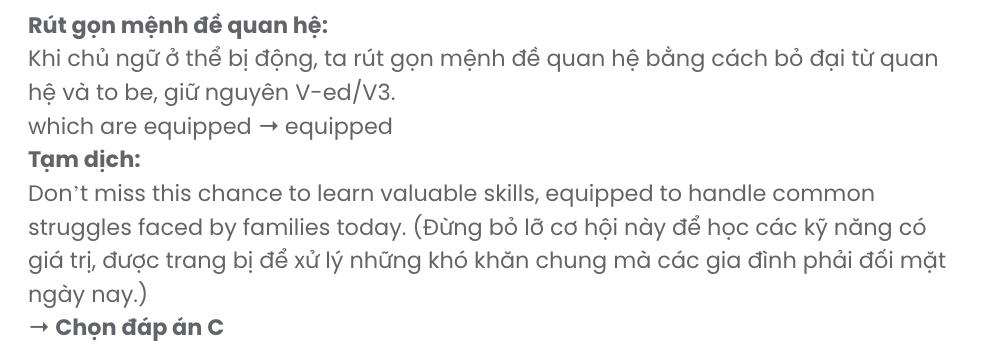 Rút gọn mệnh đề quan hệ:
Khi chủ ngữ ở thể bị động, ta rút gọn mệnh đề quan hệ bằng cách bỏ đại từ quan
hệ và to be, giữ nguyên V-ed/V3.
which are equipped → equipped
Tạm dịch:
Don’t miss this chance to learn valuable skills, equipped to handle common
struggles faced by families today. (Đừng bỏ lỡ cơ hội này để học các kỹ năng có
giá trị, được trang bị để xử lý những khó khăn chung mà các gia đình phải đối mặt
ngày nay.)
→ Chọn đáp án C